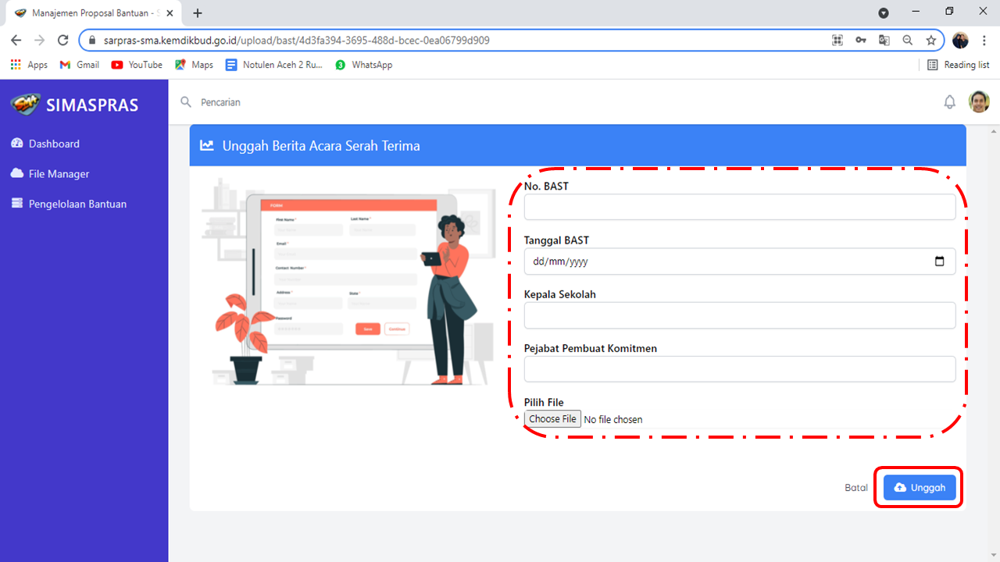 Manajemen Proposal Bantuan - S
sarpras-sma.kemdikbud.go.id/upload/bast/4d3fa394-3695-488d-bcec-0ea06799d909
Apps Gmail YouTube Maps Notulen Aceh 2 Ru... 3 WhatsApp Reading list
SMA SIMASPRAS
Pencarian
Dashboard
File Manager
Pengelolaan Bantuan
Unggah Berita Acara Serah Terima
FORM
First Name *
Last Name *
Email *
Contact Number *
Address *
State *
Password
Save Continue
No. BAST
Tanggal BAST
dd/mm/yyyy
Kepala Sekolah
Pejabat Pembuat Komitmen
Pilih File
Choose File No file chosen
Batal Unggah